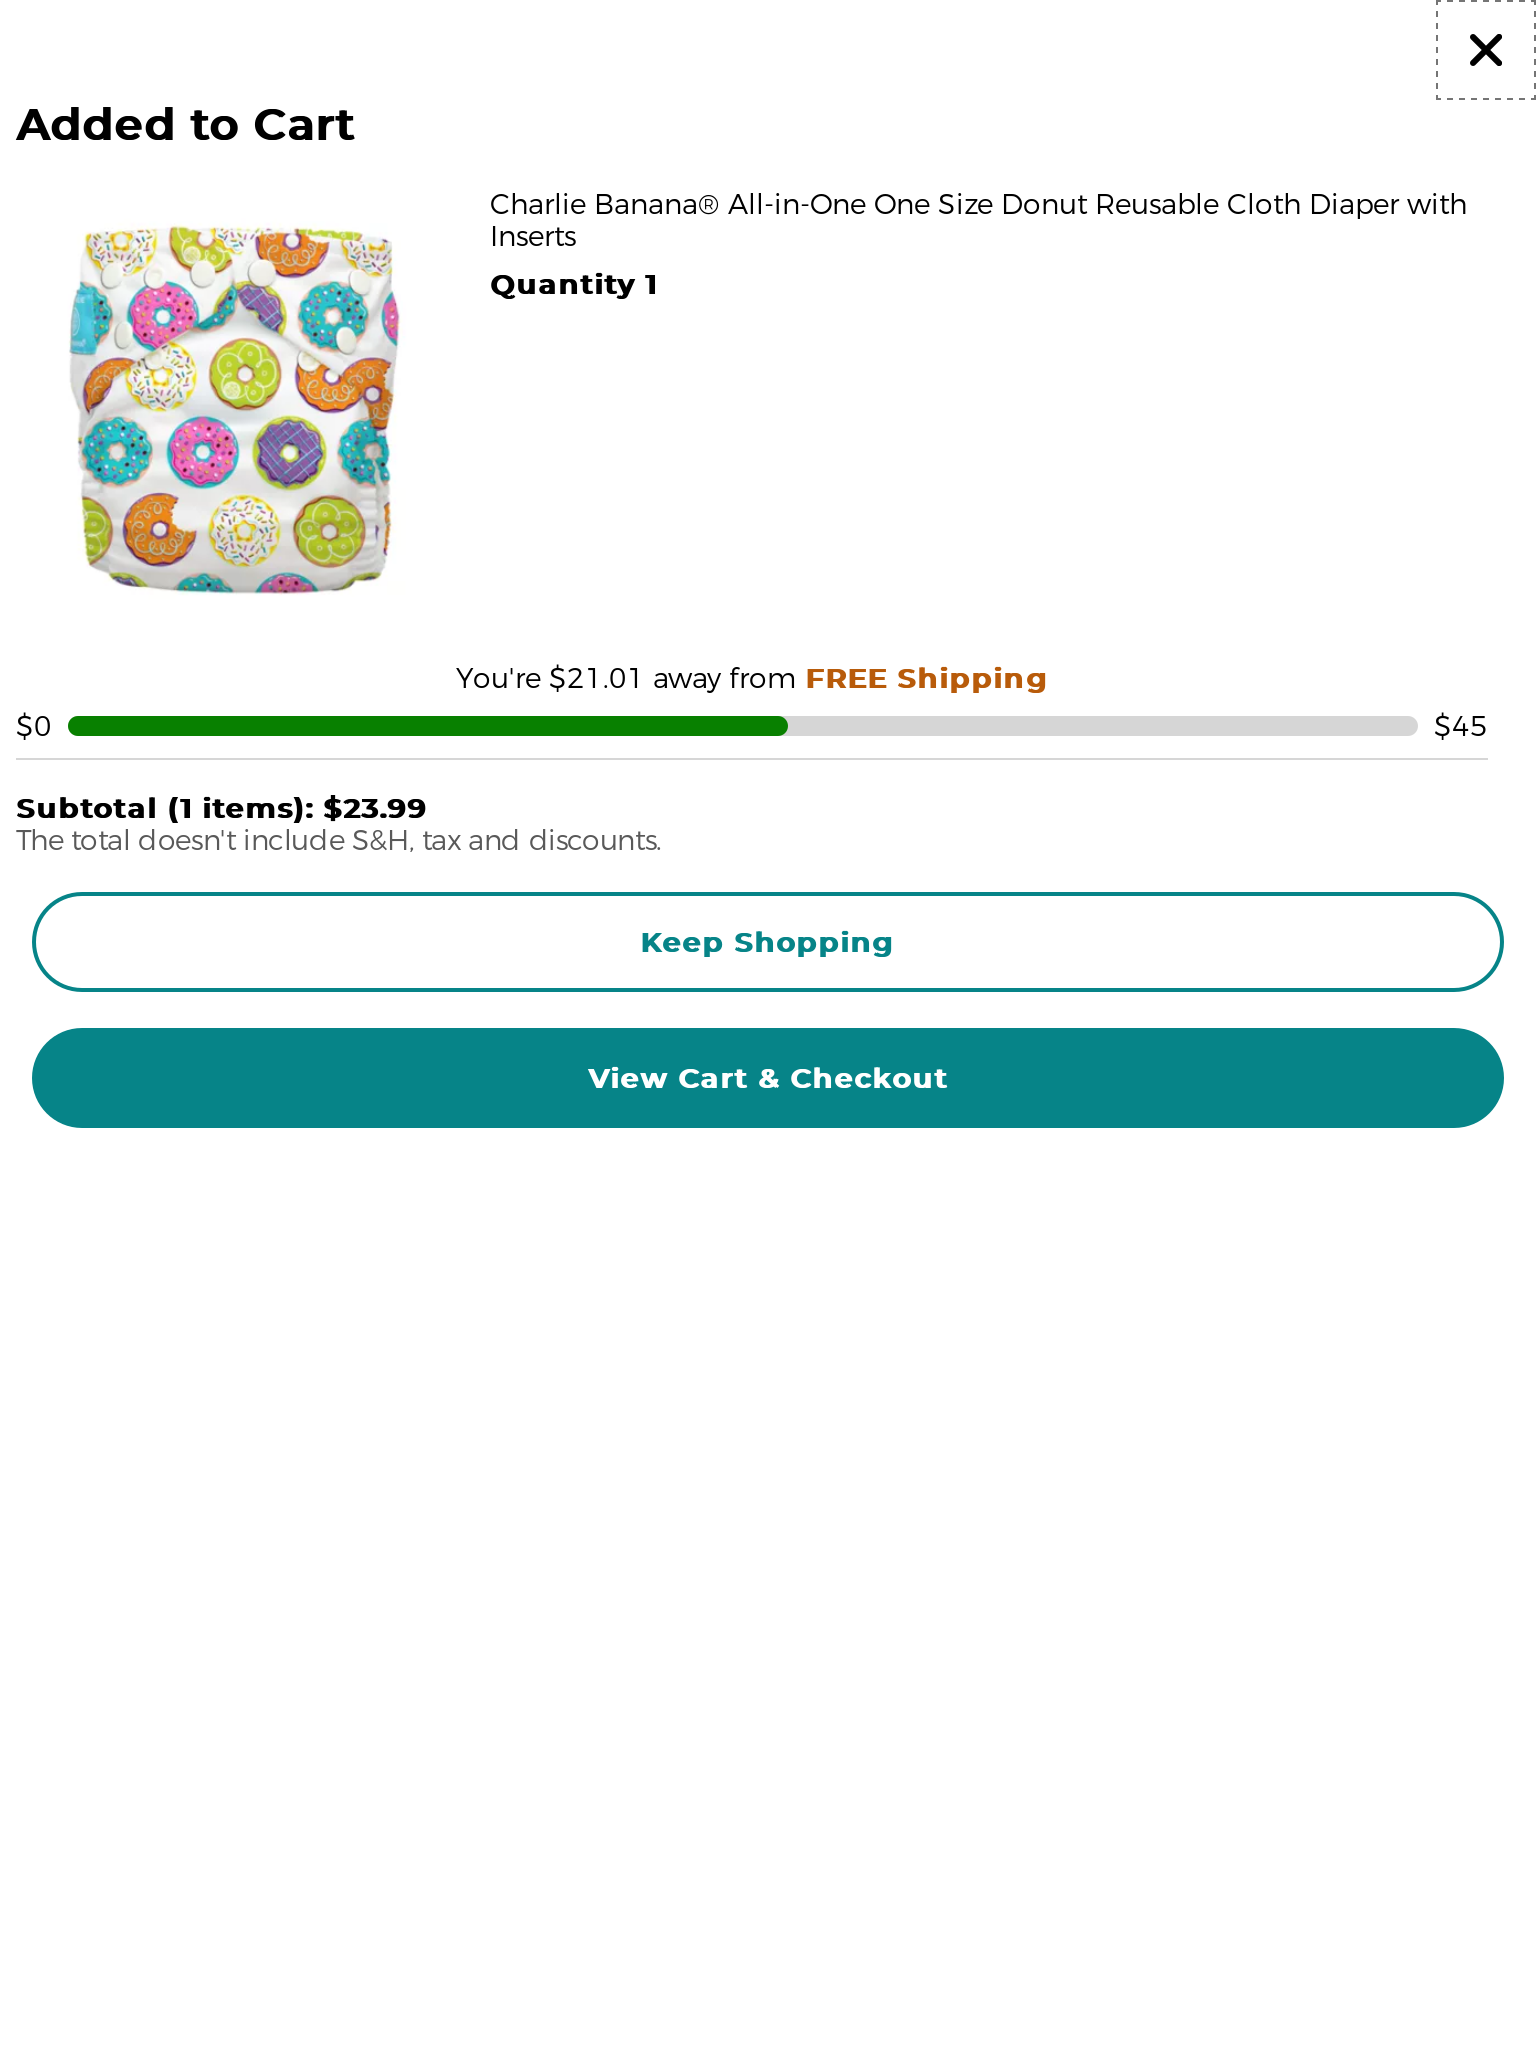 Added to Cart
Charlie Banana® All-in-One One Size Donut Reusable Cloth Diaper with
Inserts
Quantity 1
You're $21.01 away from FREE Shipping
$0 $45
Subtotal (1 items): $23.99
The total doesn't include S&H, tax and discounts.
Keep Shopping
View Cart & Checkout